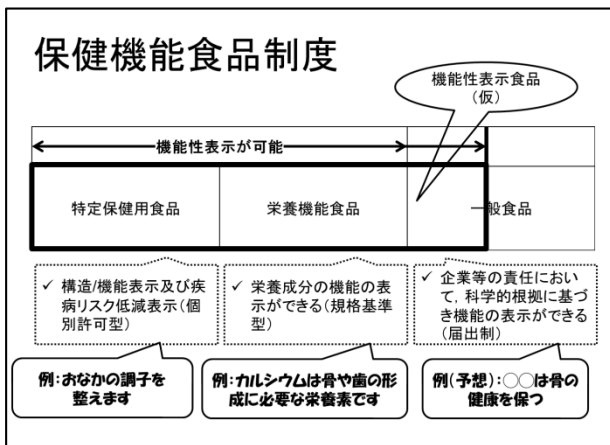 保健機能食品制度
機能性表示食品
(仮)
機能性表示が可能
特定保健用食品
栄養機能食品
一般食品
✓ 構造/機能表示及び疾
病リスク低減表示(個
別許可型)
✓ 栄養成分の機能の表
示ができる(規格基準
型)
✓ 企業等の責任におい
て,科学的根拠に基づ
き機能の表示ができる
(届出制)
例:おなかの調子を
整えます
例:カルシウムは骨や歯の形
成に必要な栄養素です
例(予想):○○は骨の
健康を保つ